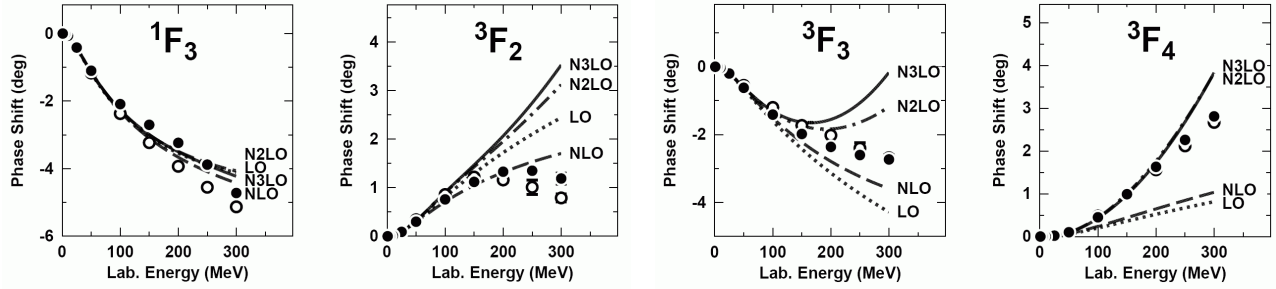 ¹F₃
0
-2
-4
-6
Phase Shift (deg)
N2LO
LO
N3LO
NLO
0 100 200 300
Lab. Energy (MeV)
³F₂
4
3
2
1
0
Phase Shift (deg)
N3LO
N2LO
LO
NLO
0 100 200 300
Lab. Energy (MeV)
³F₃
0
-2
-4
Phase Shift (deg)
N3LO
N2LO
NLO
LO
0 100 200 300
Lab. Energy (MeV)
³F₄
5
4
3
2
1
0
Phase Shift (deg)
N3LO
N2LO
NLO
LO
0 100 200 300
Lab. Energy (MeV)